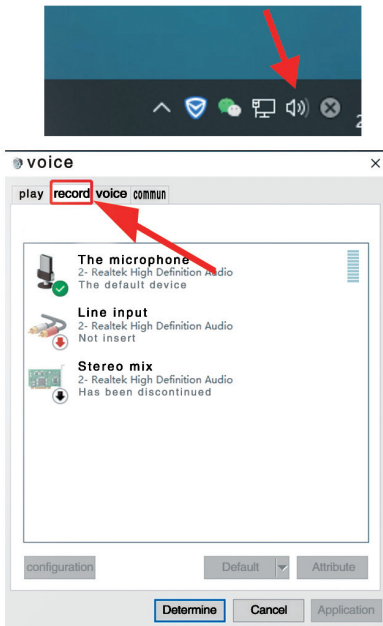 2
voice
play record voice commun
The microphone
2- Realtek High Definition Audio
The default device
Line input
2- Realtek High Definition Audio
Not insert
Stereo mix
2- Realtek High Definition Audio
Has been discontinued
configuration Default Attribute
Determine Cancel Application